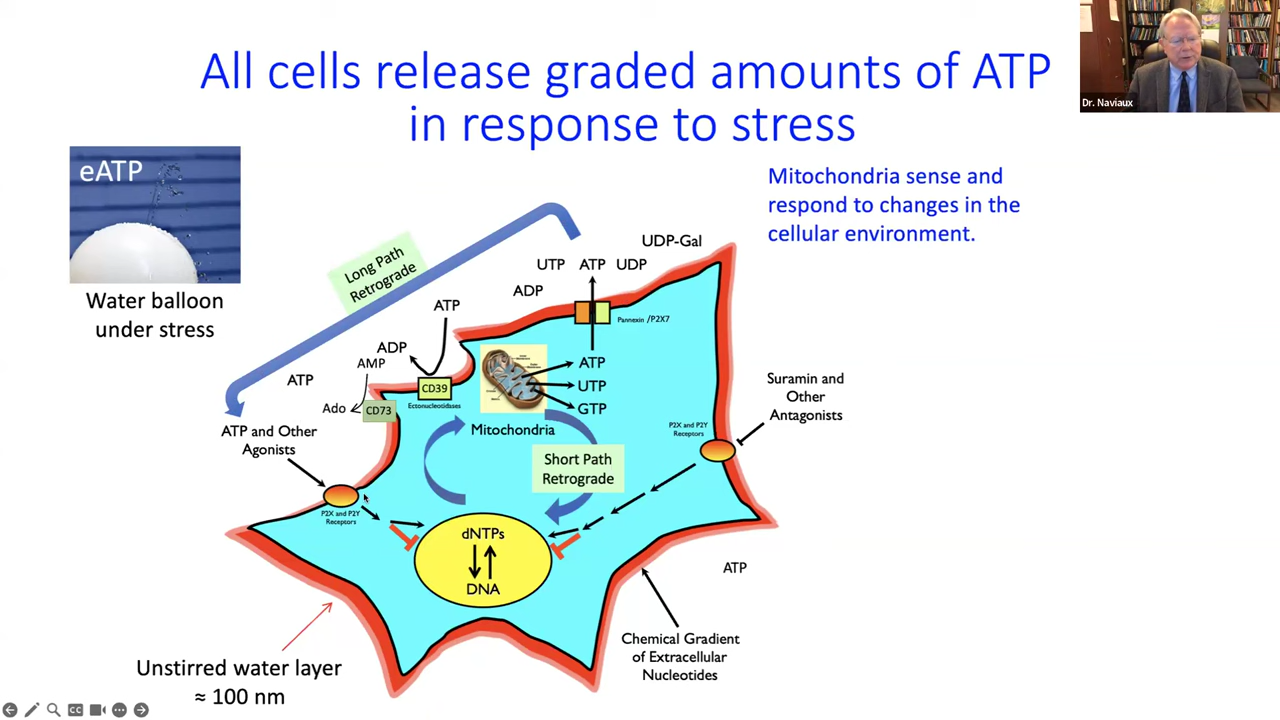 All cells release graded amounts of ATP
in response to stress
Dr. Naviaux
eATP
Water balloon
under stress
Mitochondria sense and
respond to changes in the
cellular environment.
Long Path
Retrograde
UDP-Gal
UTP ATP UDP
ADP
ATP
Pannexin /P2X7
ADP
AMP
ATP
CD39
Ectonucleotidases
Ado
CD73
ATP
UTP
GTP
Mitochondria
Short Path
Retrograde
Suramin and
Other
Antagonists
P2X and P2Y
Receptors
ATP and Other
Agonists
P2X and P2Y
Receptors
dNTPs
DNA
ATP
Chemical Gradient
of Extracellular
Nucleotides
Unstirred water layer
≈ 100 nm
CC